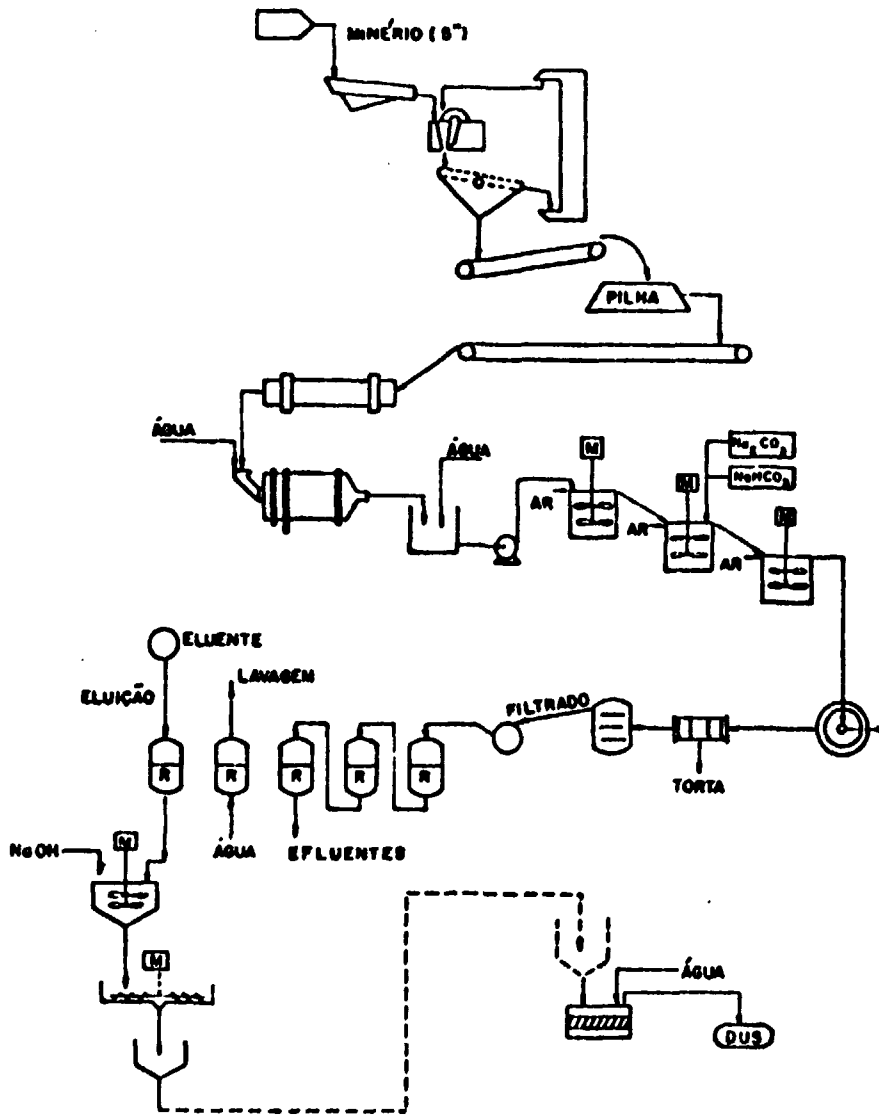 MINÉRIO (8")
PILHA
ÁGUA
ÁGUA
M
Na2CO3
NaHCO3
M
AR
M
AR
AR
ELUENTE
LAVAGEM
ELUIÇÃO
FILTRADO
R
R
R
R
R
TORTA
NaOH
M
ÁGUA
EFLUENTES
M
ÁGUA
DUS